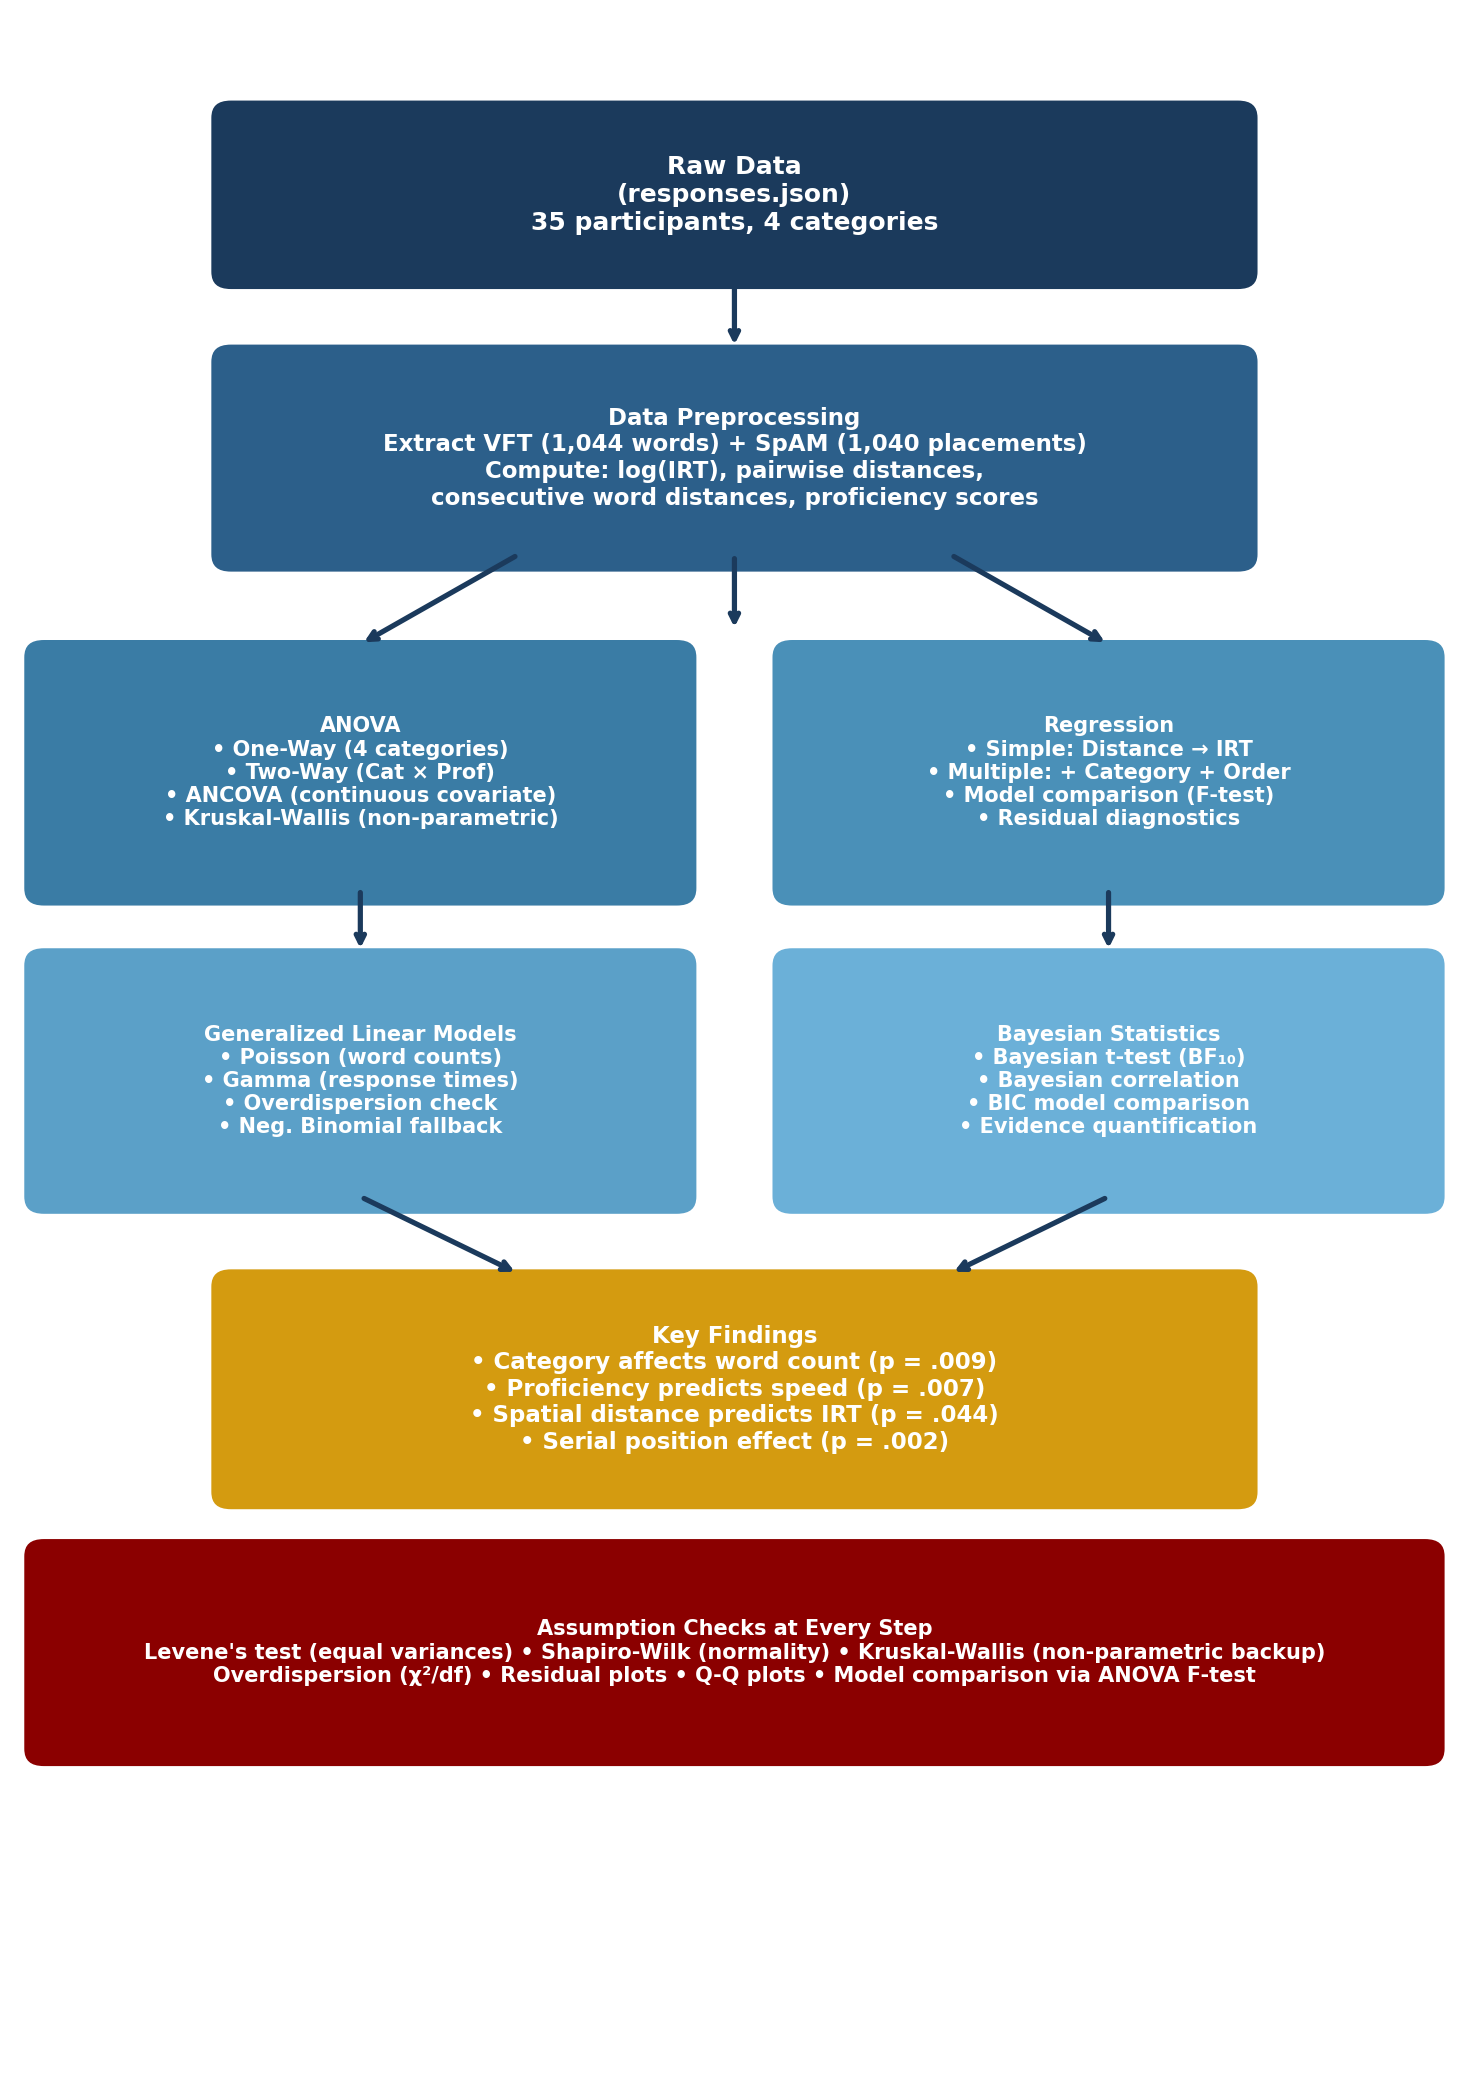 Raw Data
(responses.json)
35 participants, 4 categories
Data Preprocessing
Extract VFT (1,044 words) + SpAM (1,040 placements)
Compute: log(IRT), pairwise distances,
consecutive word distances, proficiency scores
ANOVA
• One-Way (4 categories)
• Two-Way (Cat × Prof)
• ANCOVA (continuous covariate)
• Kruskal-Wallis (non-parametric)
Regression
• Simple: Distance → IRT
• Multiple: + Category + Order
• Model comparison (F-test)
• Residual diagnostics
Generalized Linear Models
• Poisson (word counts)
• Gamma (response times)
• Overdispersion check
• Neg. Binomial fallback
Bayesian Statistics
• Bayesian t-test (BF₁₀)
• Bayesian correlation
• BIC model comparison
• Evidence quantification
Key Findings
• Category affects word count (p = .009)
• Proficiency predicts speed (p = .007)
• Spatial distance predicts IRT (p = .044)
• Serial position effect (p = .002)
Assumption Checks at Every Step
Levene's test (equal variances) • Shapiro-Wilk (normality) • Kruskal-Wallis (non-parametric backup)
Overdispersion (χ²/df) • Residual plots • Q-Q plots • Model comparison via ANOVA F-test